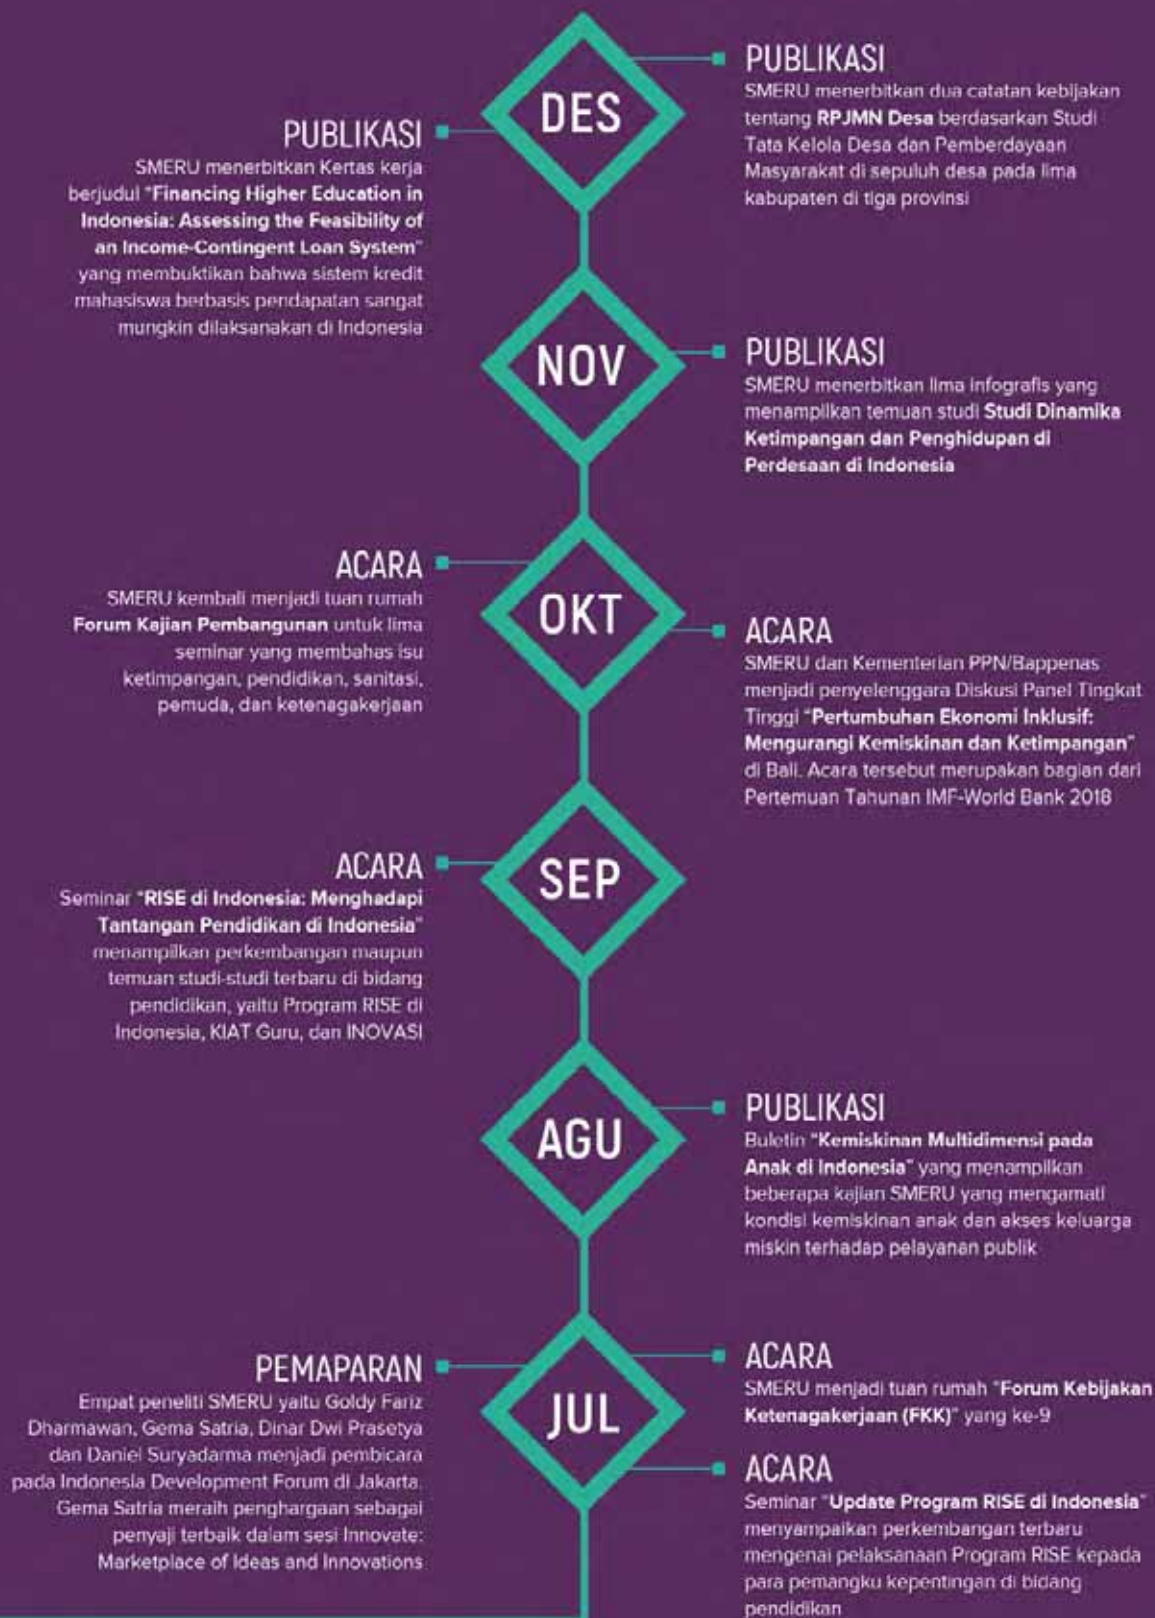 DES
PUBLIKASI
SMERU menerbitkan Kertas kerja
berjudul "Financing Higher Education in
Indonesia: Assessing the Feasibility of
an Income-Contingent Loan System"
yang membuktikan bahwa sistem kredit
mahasiswa berbasis pendapatan sangat
mungkin dilaksanakan di Indonesia
PUBLIKASI
SMERU menerbitkan dua catatan kebijakan
tentang RPJMN Desa berdasarkan Studi
Tata Kelola Desa dan Pemberdayaan
Masyarakat di sepuluh desa pada lima
kabupaten di tiga provinsi
NOV
PUBLIKASI
SMERU menerbitkan lima infografis yang
menampilkan temuan studi Studi Dinamika
Ketimpangan dan Penghidupan di
Perdesaan di Indonesia
OKT
ACARA
SMERU kembali menjadi tuan rumah
Forum Kajian Pembangunan untuk lima
seminar yang membahas isu
ketimpangan, pendidikan, sanitasi,
pemuda, dan ketenagakerjaan
ACARA
SMERU dan Kementerian PPN/Bappenas
menjadi penyelenggara Diskusi Panel Tingkat
Tinggi "Pertumbuhan Ekonomi Inklusif:
Mengurangi Kemiskinan dan Ketimpangan"
di Bali. Acara tersebut merupakan bagian dari
Pertemuan Tahunan IMF-World Bank 2018
SEP
ACARA
Seminar "RISE di Indonesia: Menghadapi
Tantangan Pendidikan di Indonesia"
menampilkan perkembangan maupun
temuan studi-studi terbaru di bidang
pendidikan, yaitu Program RISE di
Indonesia, KIAT Guru, dan INOVASI
AGU
PUBLIKASI
Buletin "Kemiskinan Multidimensi pada
Anak di Indonesia" yang menampilkan
beberapa kajian SMERU yang mengamati
kondisi kemiskinan anak dan akses keluarga
miskin terhadap pelayanan publik
JUL
PEMAPARAN
Empat peneliti SMERU yaitu Goldy Fariz
Dharmawan, Gema Satria, Dinar Dwi Prasetya
dan Daniel Suryadarma menjadi pembicara
pada Indonesia Development Forum di Jakarta.
Gema Satria meraih penghargaan sebagai
penyaji terbaik dalam sesi Innovate:
Marketplace of Ideas and Innovations
ACARA
SMERU menjadi tuan rumah "Forum Kebijakan
Ketenagakerjaan (FKK)" yang ke-9
ACARA
Seminar "Update Program RISE di Indonesia"
menyampaikan perkembangan terbaru
mengenai pelaksanaan Program RISE kepada
para pemangku kepentingan di bidang
pendidikan